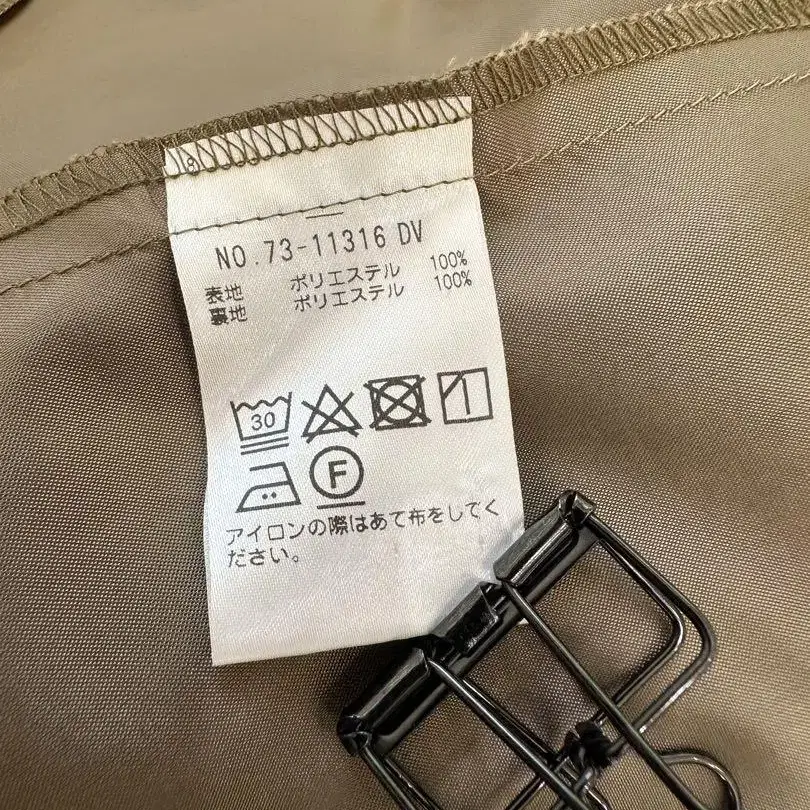 8
NO.73-11316 DV
表地 ポリエステル 100%
裏地 ポリエステル 100%
30
F
アイロンの際はあて布をしてく
ださい。